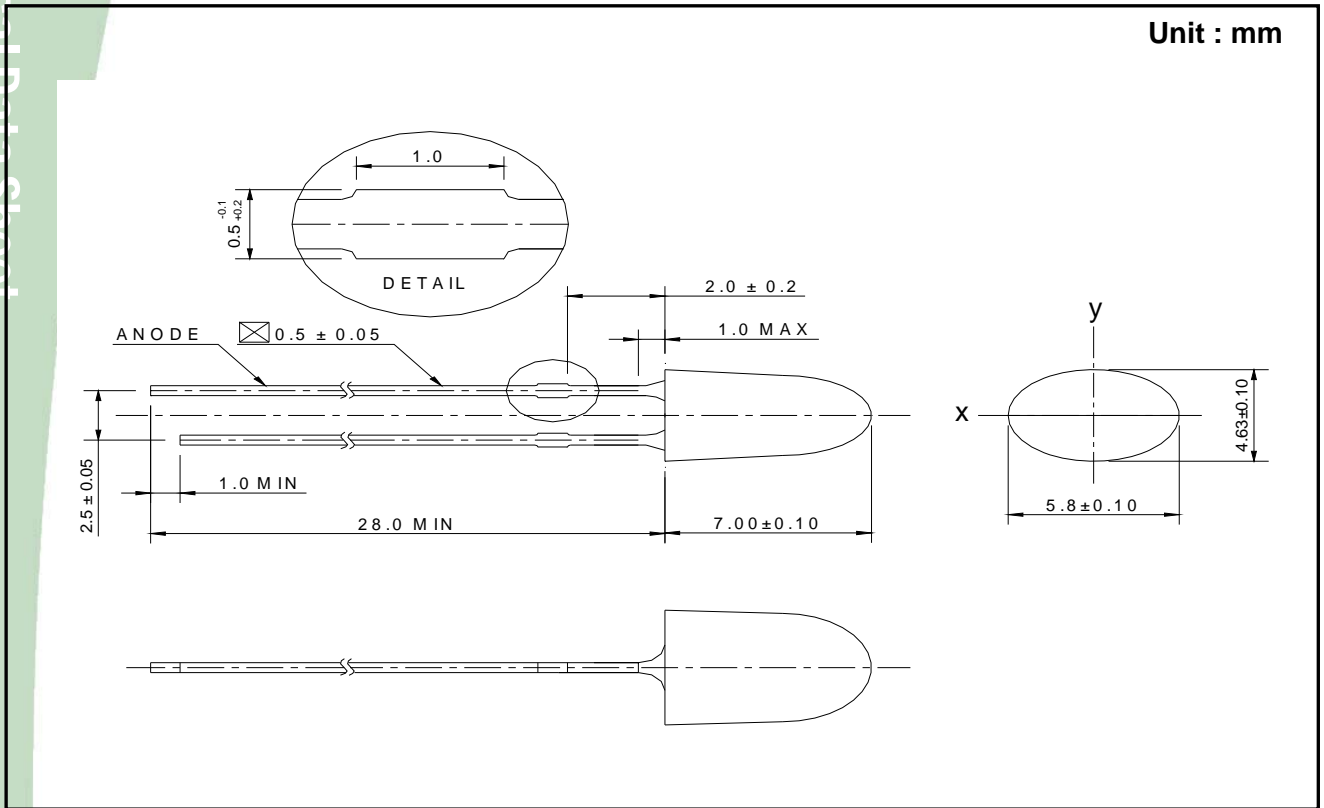 Unit : mm
1.0
0.5 -0.1 +0.2
DETAIL
2.0 ± 0.2
1.0 MAX
ANODE
0.5 ± 0.05
y
x
4.63±0.10
5.8±0.10
2.5 ± 0.05
1.0 MIN
28.0 MIN
7.00±0.10